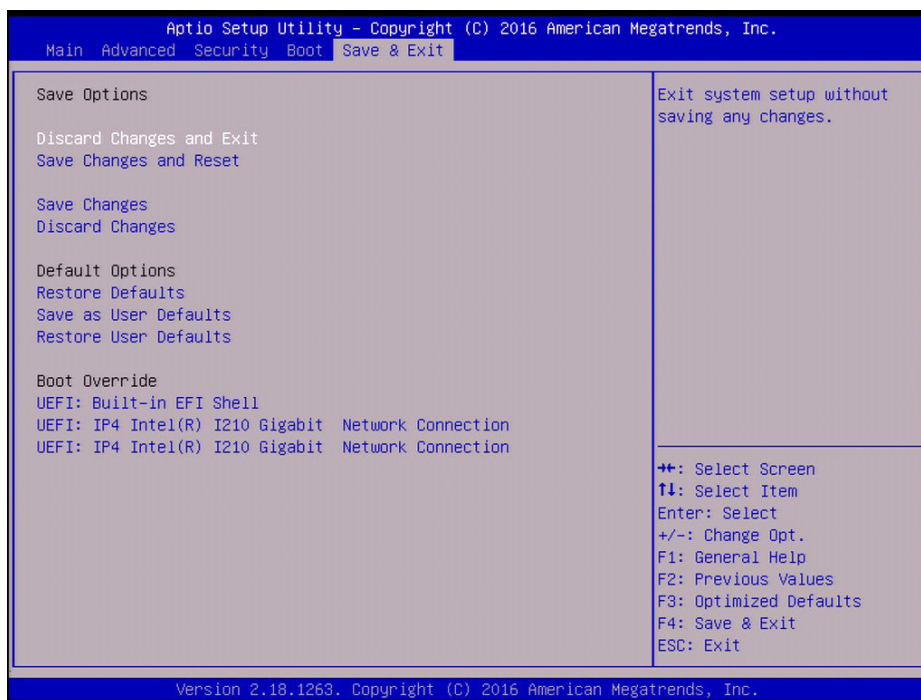 Aptio Setup Utility – Copyright (C) 2016 American Megatrends, Inc.
Main Advanced Security Boot Save & Exit
Save Options
Discard Changes and Exit
Save Changes and Reset
Save Changes
Discard Changes
Default Options
Restore Defaults
Save as User Defaults
Restore User Defaults
Boot Override
UEFI: Built-in EFI Shell
UEFI: IP4 Intel(R) I210 Gigabit Network Connection
UEFI: IP4 Intel(R) I210 Gigabit Network Connection
Exit system setup without
saving any changes.
→←: Select Screen
↑↓: Select Item
Enter: Select
+/-: Change Opt.
F1: General Help
F2: Previous Values
F3: Optimized Defaults
F4: Save & Exit
ESC: Exit
Version 2.18.1263. Copyright (C) 2016 American Megatrends, Inc.